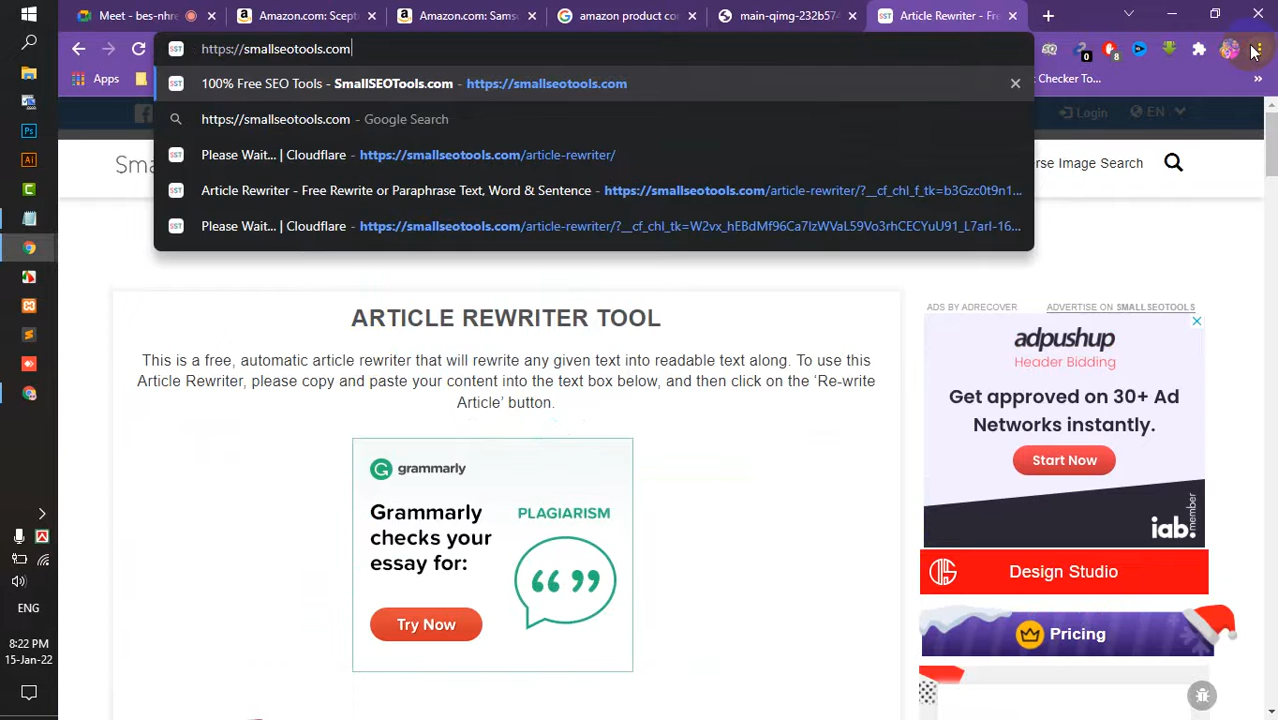 Meet - bes-nhre
Amazon.com: Scept
Amazon.com: Sams
amazon product co
main-qimg-232b574
Article Rewriter - Fre
https://smallseotools.com
0
8
Apps
100% Free SEO Tools - SmallSEOTools.com - https://smallseotools.com
Checker To...
https://smallseotools.com - Google Search
Login
EN
Please Wait... | Cloudflare - https://smallseotools.com/article-rewriter/
Sma
rse Image Search
Article Rewriter - Free Rewrite or Paraphrase Text, Word & Sentence - https://smallseotools.com/article-rewriter/?__cf_chl_f_tk=b3Gzc0t9n1...
Please Wait... | Cloudflare - https://smallseotools.com/article-rewriter/?__cf_chl_tk=W2vx_hEBdMf96Ca7lzWVaL59Vo3rhCECYuU91_L7arI-16...
ARTICLE REWRITER TOOL
This is a free, automatic article rewriter that will rewrite any given text into readable text along. To use this
Article Rewriter, please copy and paste your content into the text box below, and then click on the ‘Re-write
Article’ button.
grammarly
Grammarly
checks your
essay for:
PLAGIARISM
Try Now
ADS BY ADRECOVER
ADVERTISE ON SMALLSEOTOOLS
adpushup
Header Bidding
Get approved on 30+ Ad
Networks instantly.
Start Now
iab.
member
Design Studio
Pricing
ENG
8:22 PM
15-Jan-22